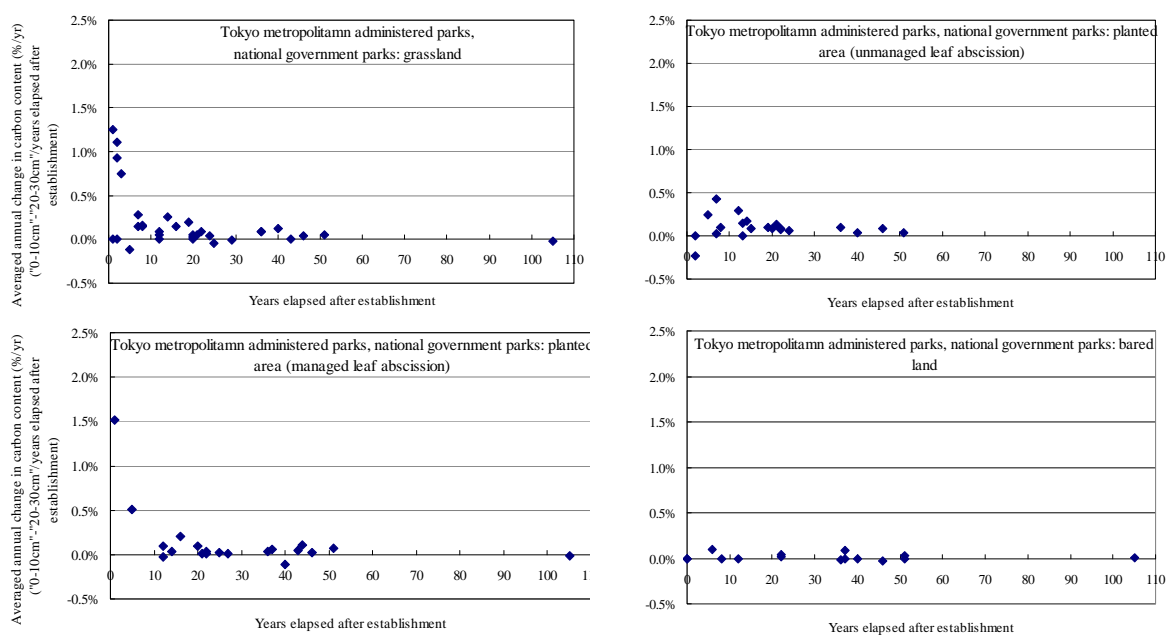 Averaged annual change in carbon content (%/yr)
("0-10cm"-"20-30cm"/years elapsed after
establishment)
2.5%
2.0%
1.5%
1.0%
0.5%
0.0%
-0.5%
Tokyo metropolitamn administered parks,
national government parks: grassland
0 10 20 30 40 50 60 70 80 90 100 110
Years elapsed after establishment
2.5%
2.0%
1.5%
1.0%
0.5%
0.0%
-0.5%
Tokyo metropolitamn administered parks, national government parks: planted
area (unmanaged leaf abscission)
0 10 20 30 40 50 60 70 80 90 100 110
Years elapsed after establishment
Averaged annual change in carbon content (%/yr)
("0-10cm"-"20-30cm"/years elapsed after
establishment)
2.5%
2.0%
1.5%
1.0%
0.5%
0.0%
-0.5%
Tokyo metropolitamn administered parks, national government parks: planted
area (managed leaf abscission)
0 10 20 30 40 50 60 70 80 90 100
Years elapsed after establishment
2.5%
2.0%
1.5%
1.0%
0.5%
0.0%
-0.5%
Tokyo metropolitamn administered parks, national government parks: bared
land
0 10 20 30 40 50 60 70 80 90 100 110
Years elapsed after establishment